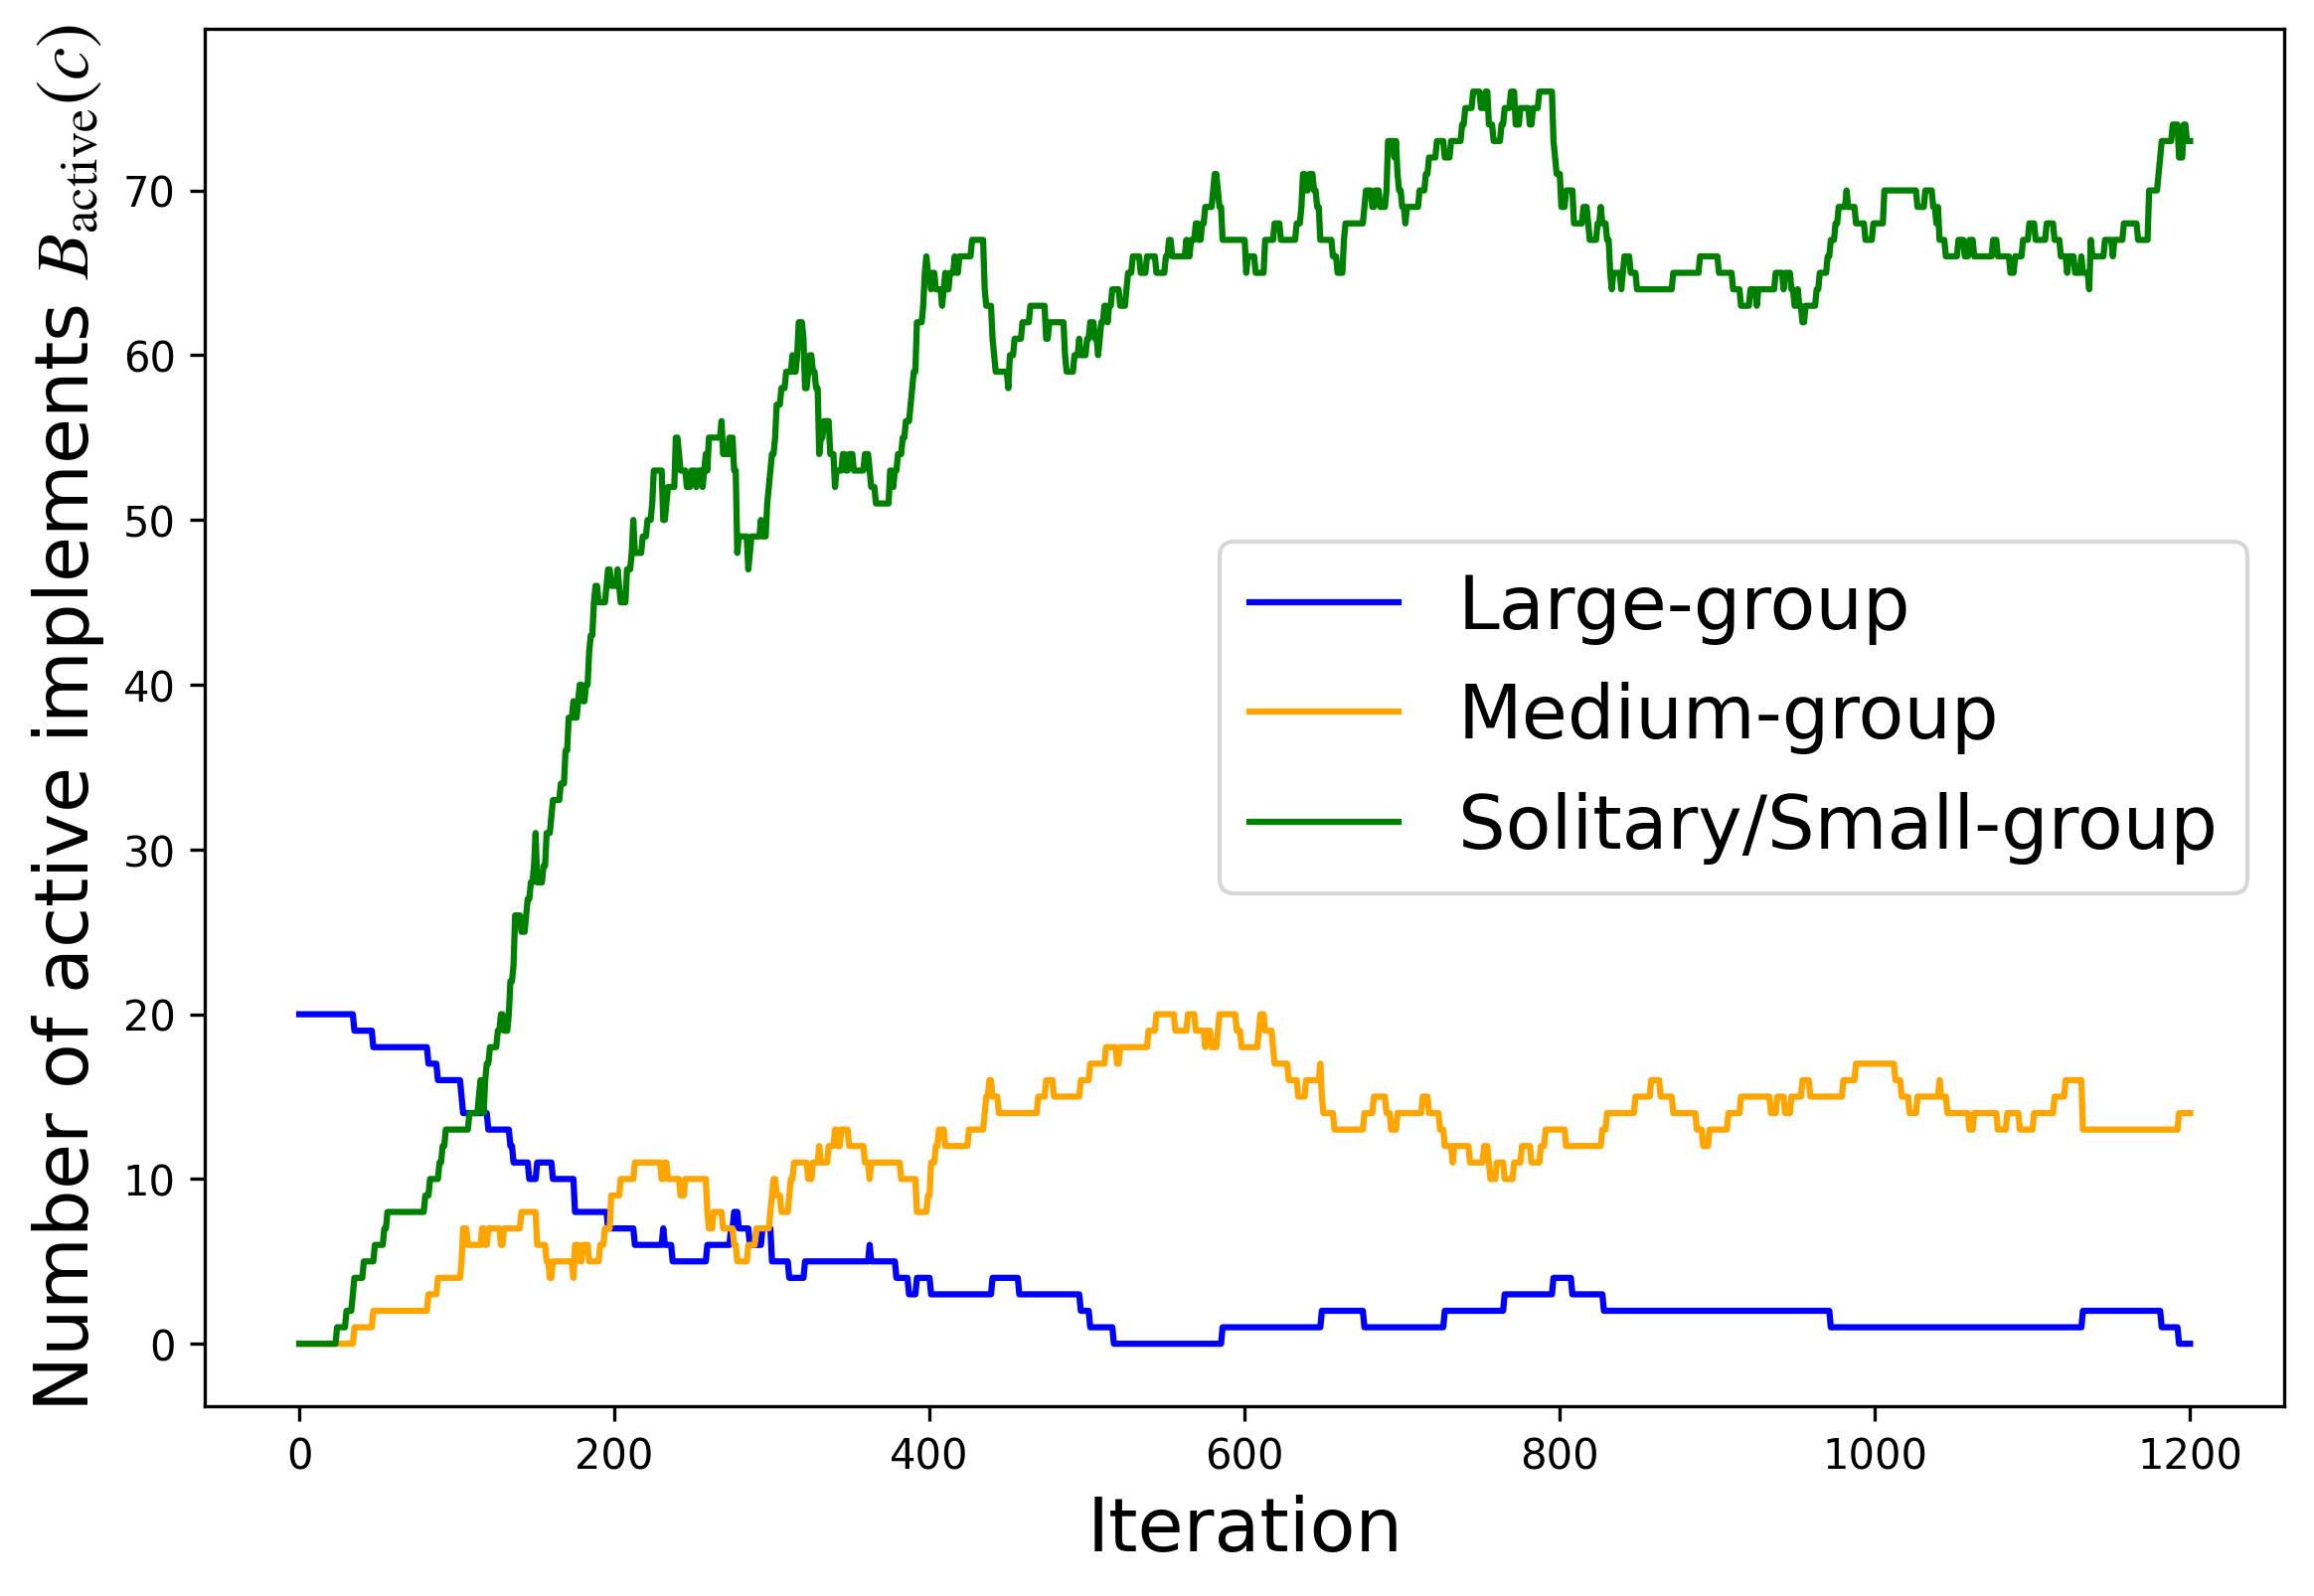 Number of active implements B_active(c)
70
60
50
40
30
20
10
0
Large-group
Medium-group
Solitary/Small-group
0 200 400 600 800 1000 1200
Iteration